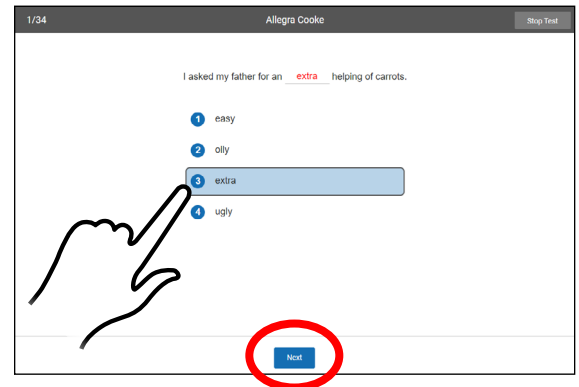 1/34 Allegra Cooke Stop Test
I asked my father for an extra helping of carrots.
1 easy
2 oily
3 extra
4 ugly
Next